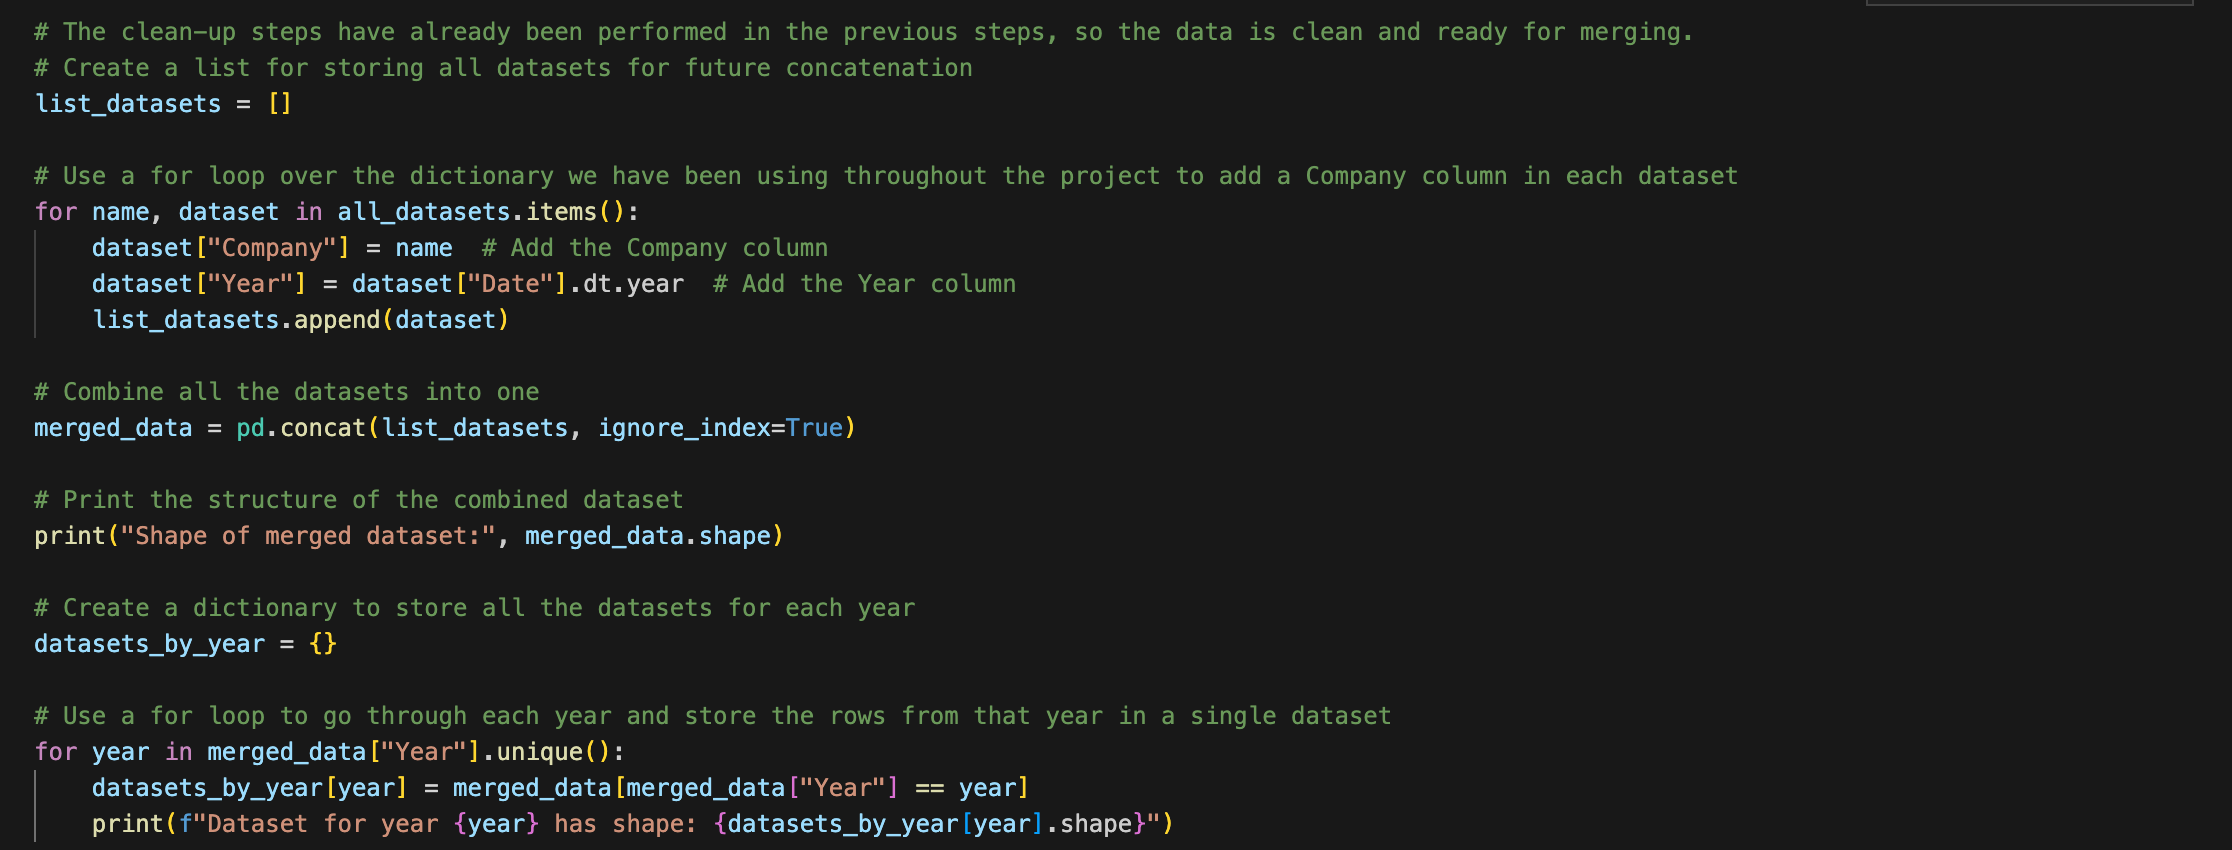 # The clean-up steps have already been performed in the previous steps, so the data is clean and ready for merging.
# Create a list for storing all datasets for future concatenation
list_datasets = []

# Use a for loop over the dictionary we have been using throughout the project to add a Company column in each dataset
for name, dataset in all_datasets.items():
    dataset["Company"] = name  # Add the Company column
    dataset["Year"] = dataset["Date"].dt.year  # Add the Year column
    list_datasets.append(dataset)

# Combine all the datasets into one
merged_data = pd.concat(list_datasets, ignore_index=True)

# Print the structure of the combined dataset
print("Shape of merged dataset:", merged_data.shape)

# Create a dictionary to store all the datasets for each year
datasets_by_year = {}

# Use a for loop to go through each year and store the rows from that year in a single dataset
for year in merged_data["Year"].unique():
    datasets_by_year[year] = merged_data[merged_data["Year"] == year]
    print(f"Dataset for year {year} has shape: {datasets_by_year[year].shape}")